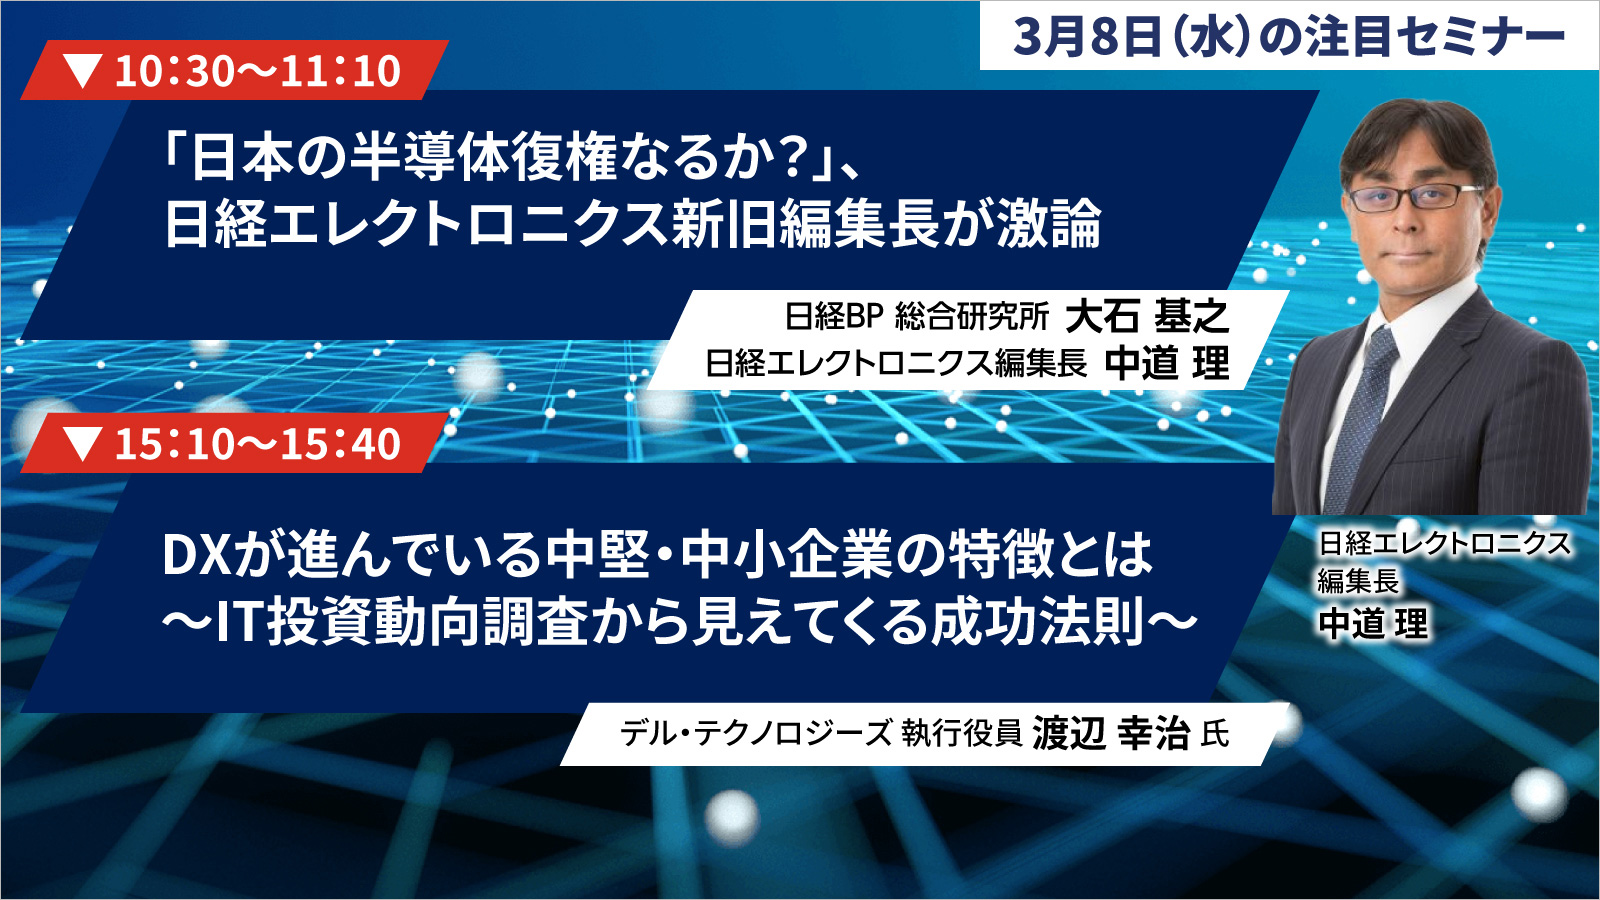 3月8日（水）の注目セミナー
▼10：30～11：10
「日本の半導体復権なるか？」、
日経エレクトロニクス新旧編集長が激論
日経BP 総合研究所 大石 基之
日経エレクトロニクス編集長 中道 理
▼15：10～15：40
DXが進んでいる中堅・中小企業の特徴とは
～IT投資動向調査から見えてくる成功法則～
デル・テクノロジーズ 執行役員 渡辺 幸治 氏
日経エレクトロニクス
編集長
中道 理